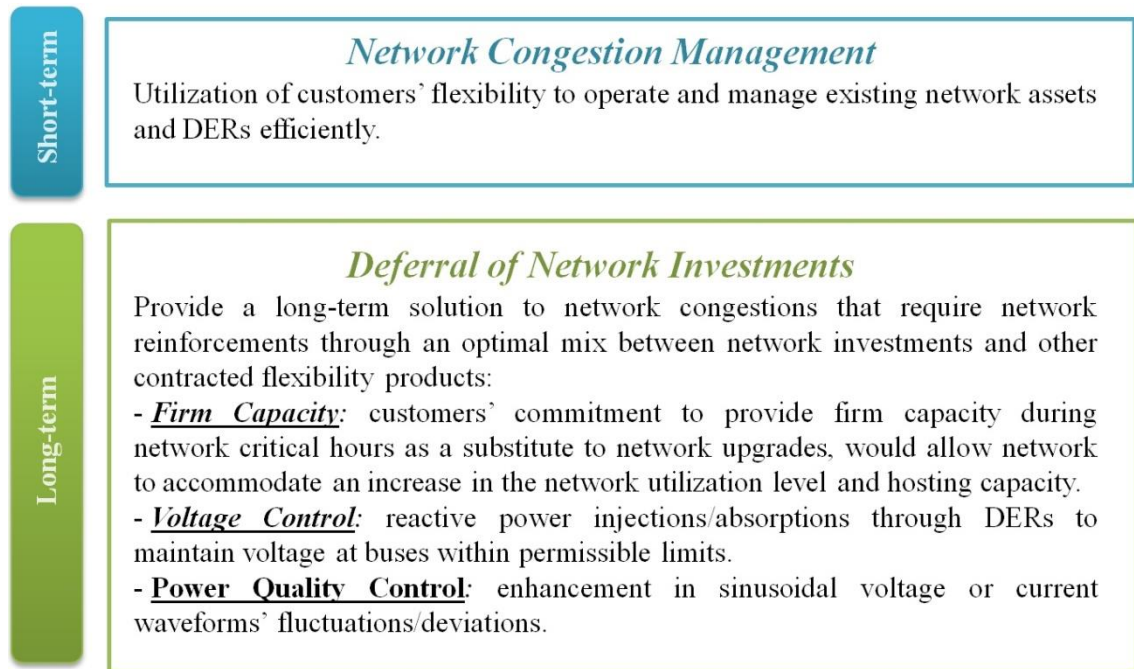 Short-term
Network Congestion Management
Utilization of customers’ flexibility to operate and manage existing network assets
and DERs efficiently.
Long-term
Deferral of Network Investments
Provide a long-term solution to network congestions that require network
reinforcements through an optimal mix between network investments and other
contracted flexibility products:
- Firm Capacity: customers’ commitment to provide firm capacity during
network critical hours as a substitute to network upgrades, would allow network
to accommodate an increase in the network utilization level and hosting capacity.
- Voltage Control: reactive power injections/absorptions through DERs to
maintain voltage at buses within permissible limits.
- Power Quality Control: enhancement in sinusoidal voltage or current
waveforms’ fluctuations/deviations.